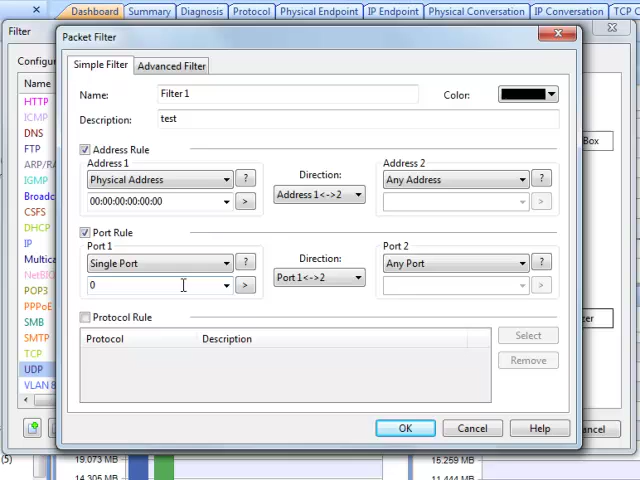 Dashboard Summary Diagnosis Protocol Physical Endpoint IP Endpoint Physical Conversation IP Conversation TCP C
Filter
Packet Filter
Configu
Simple Filter Advanced Filter
Name
Name: Filter 1 Color:
HTTP
ICMP
Description: test
DNS
Box
FTP
Address Rule
ARP/RA
Address 1 Direction: Address 2
IGMP
Physical Address ? Address 1<->2 Any Address ?
Broadc
00:00:00:00:00:00 > >
CSFS
DHCP
Port Rule
IP
Port 1 Direction: Port 2
Multica
Single Port ? Port 1<->2 Any Port ?
NetBIO
0 > >
POP3
PPPoE
Protocol Rule
SMB
zer
Protocol Description Select
SMTP
TCP
Remove
UDP
VLAN 8
OK Cancel Help
ancel
(5)
19.073 MB 15.259 MB
14.305 MB 11.444 MB